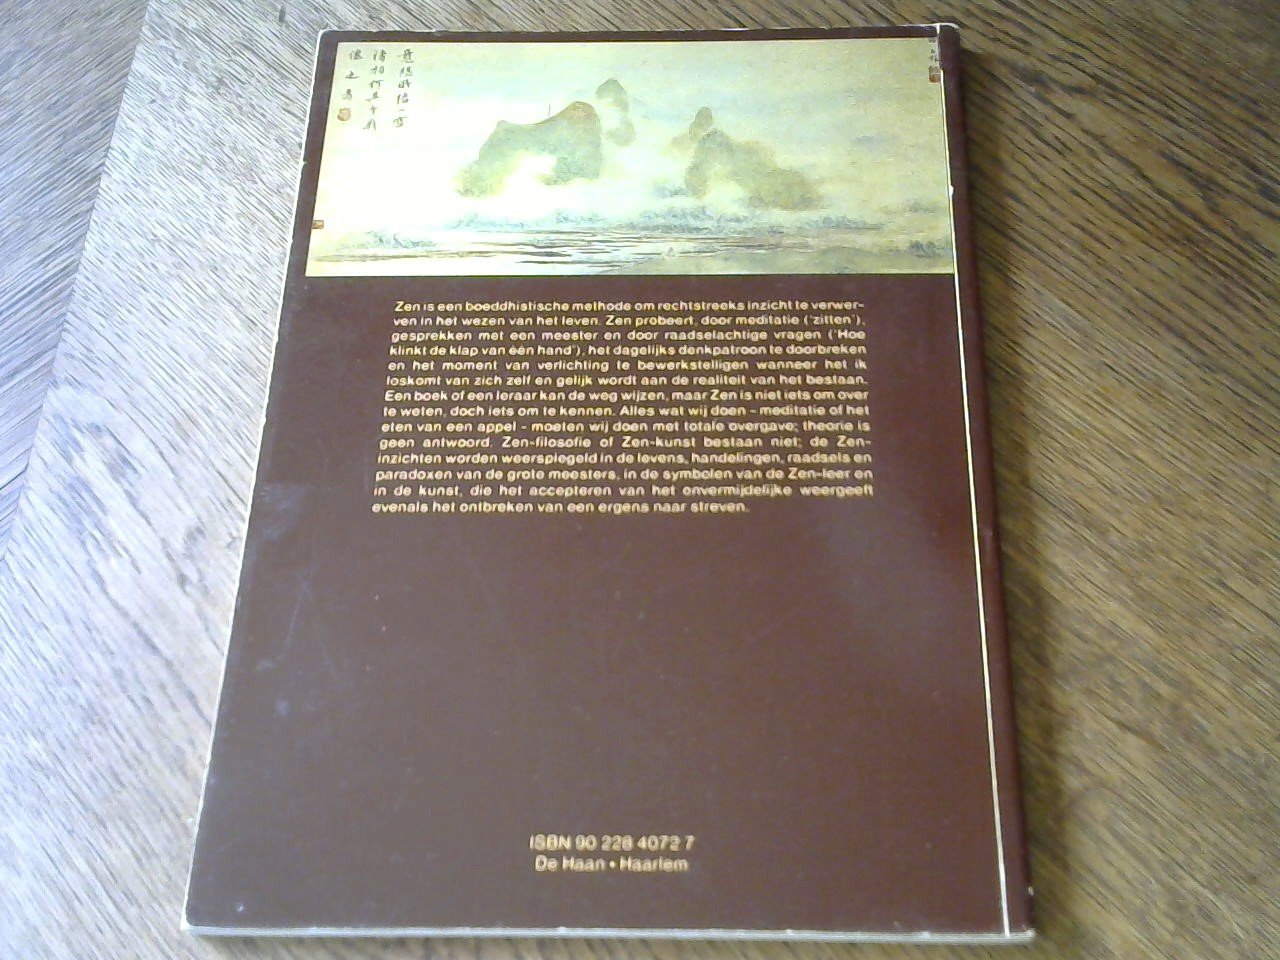 Zen is een boeddhistische methode om rechtstreeks inzicht te verwer-
ven in het wezen van het leven. Zen probeert, door meditatie ('zitten'),
gesprekken met een meester en door raadselachtige vragen ('Hoe
klinkt de klap van één hand'), het dagelijks denkpatroon te doorbreken
en het moment van verlichting te bewerkstelligen wanneer het ik
loskomt van zich zelf en gelijk wordt aan de realiteit van het bestaan.
Een boek of een leraar kan de weg wijzen, maar Zen is niet iets om over
te weten, doch iets om te kennen. Alles wat wij doen – meditatie of het
eten van een appel – moeten wij doen met totale overgave; theorie is
geen antwoord. Zen-filosofie of Zen-kunst bestaan niet; de Zen-
inzichten worden weerspiegeld in de levens, handelingen, raadsels en
paradoxen van de grote meesters, in de symbolen van de Zen-leer en
in de kunst, die het accepteren van het onvermijdelijke weergeeft
evenals het ontbreken van een ergens naar streven.
ISBN 90 228 4072 7
De Haan • Haarlem